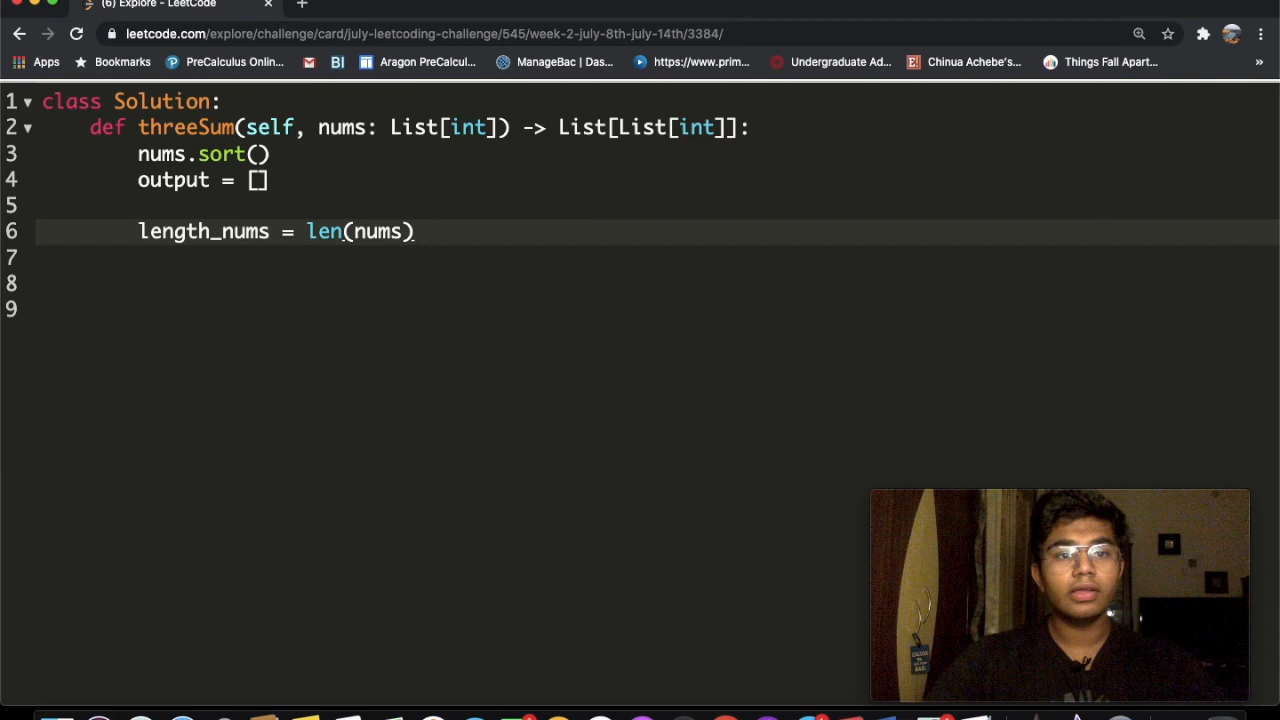 (6) Explore - LeetCode
leetcode.com/explore/challenge/card/july-leetcoding-challenge/545/week-2-july-8th-july-14th/3384/
Apps Bookmarks PreCalculus Onlin... BI Aragon PreCalcul... ManageBac | Das... https://www.prim... Undergraduate Ad... E! Chinua Achebe's... Things Fall Apart... »
1 class Solution:
2 def threeSum(self, nums: List[int]) -> List[List[int]]:
3 nums.sort()
4 output = []
5
6 length_nums = len(nums)
7
8
9